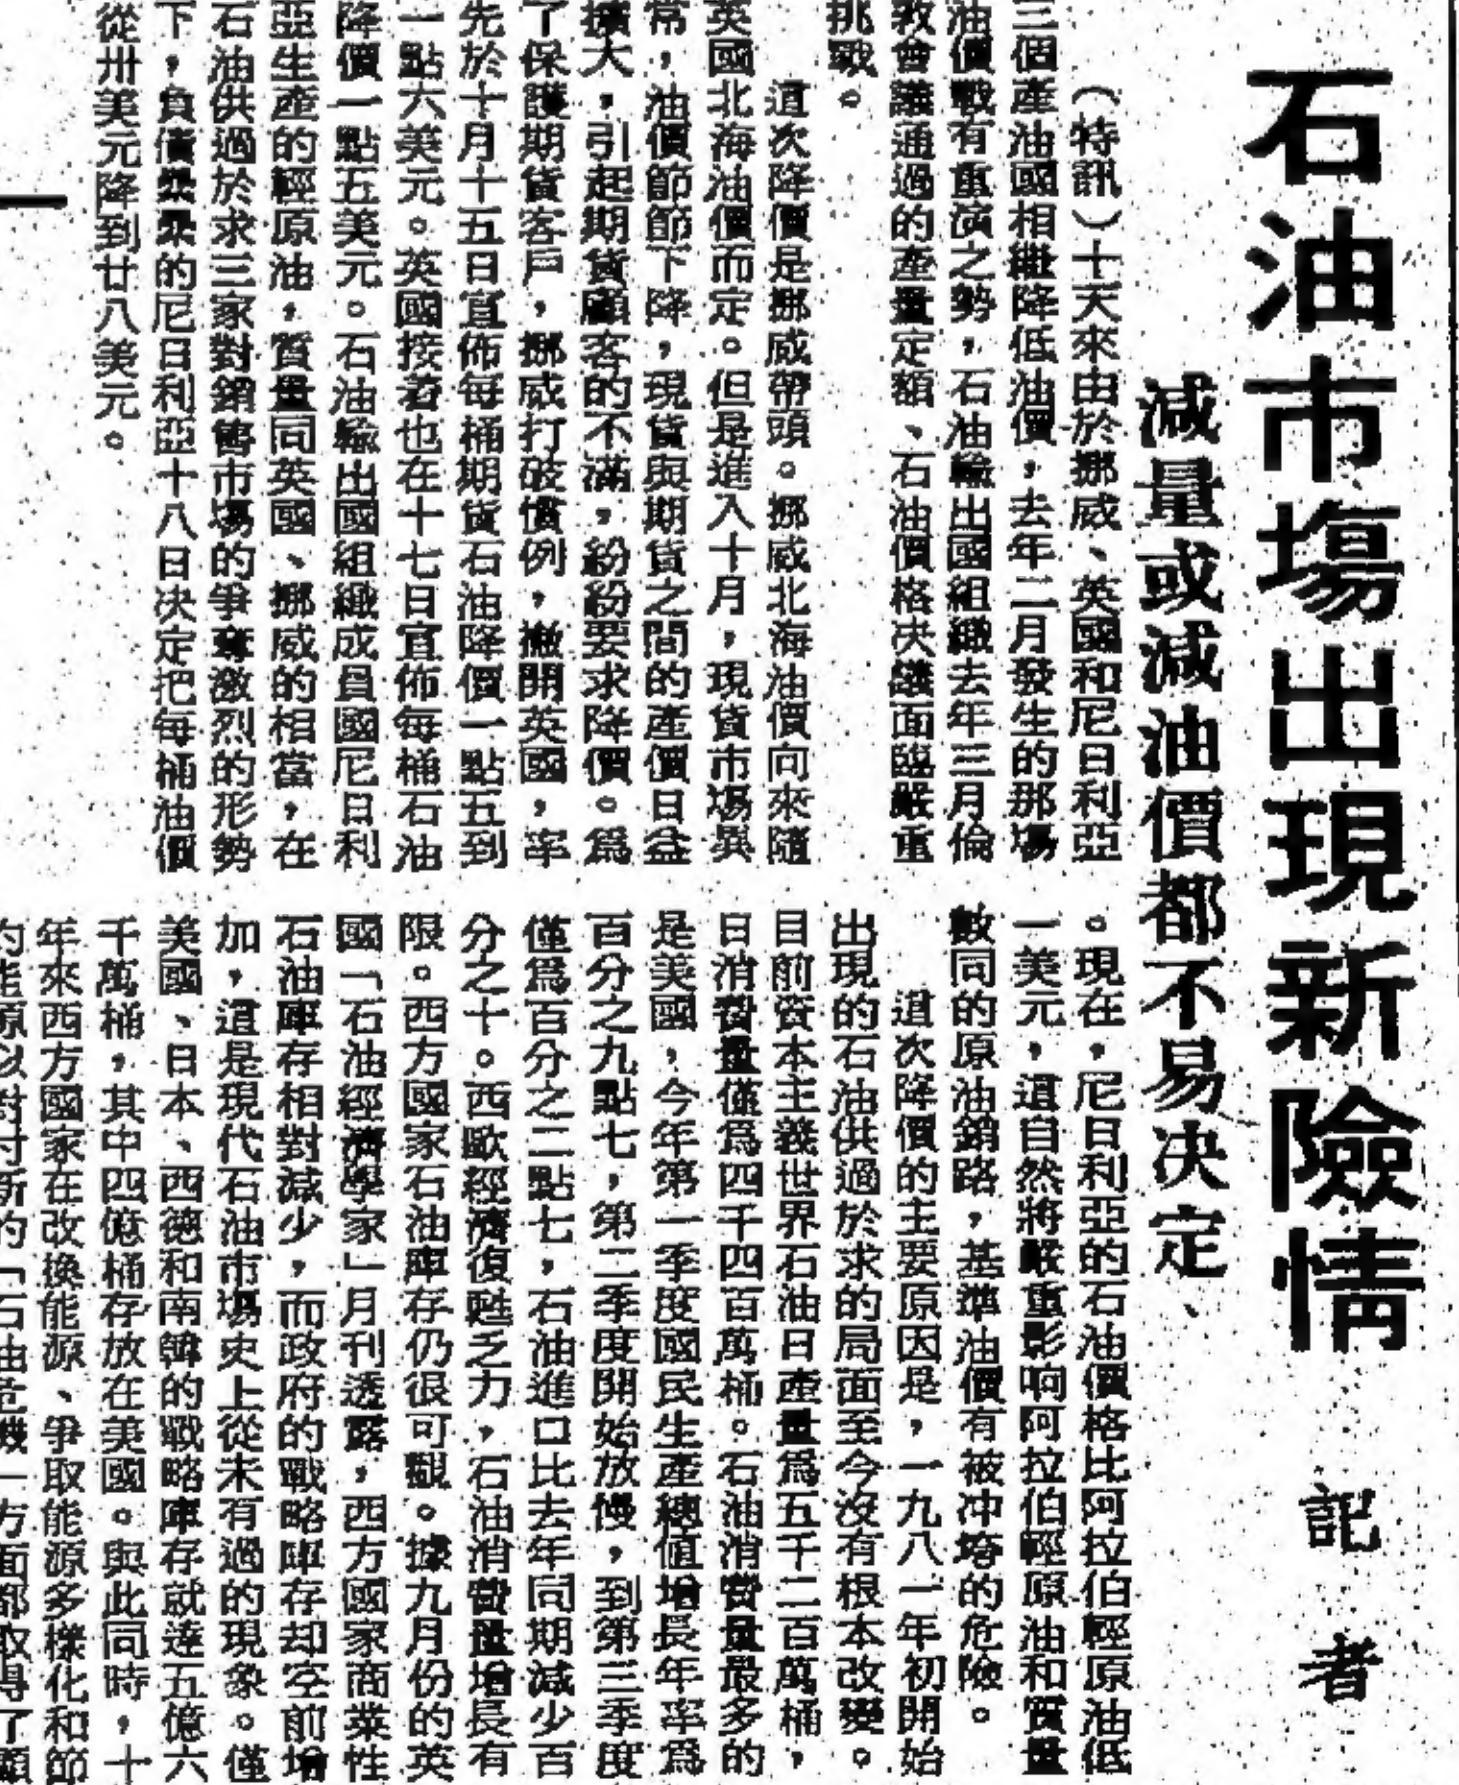 石油市場出現新險情
記者
減量或減油價都不易决定
（特訊）十天來由於挪威、英國和尼日利亞
三個產油國相繼降低油價，去年二月發生的那場
油價戰有重演之勢，石油輸出國組織去年三月倫
敦會議通過的產量定額、石油價格决議面臨嚴重
挑戰。
這次降價是挪威帶頭。挪威北海油價向來隨
英國北海油價而定。但是進入十月，現貨市場異
常，油價節節下降，現貨與期貨之間的產價日益
擴大，引起期貨顧客的不滿，紛紛要求降價。爲
了保護期貨客戶，挪威打破慣例，撇開英國，率
先於十月十五日宣佈每桶期貨石油降價一點五到
一點六美元。英國接着也在十七日宣佈每桶石油
降價一點五美元。石油輸出國組織成員國尼日利
亞生產的輕原油，質量同英國、挪威的相當，在
石油供過於求三家對銷售市場的爭奪激烈的形勢
下，負債纍纍的尼日利亞十八日决定把每桶油價
從卅美元降到廿八美元。
。現在，尼日利亞的石油價格比阿拉伯輕原油低
一美元，這自然將嚴重影响阿拉伯輕原油和質量
數同的原油銷路，基準油價有被冲垮的危險。
這次降價的主要原因是，一九八一年初開始
出現的石油供過於求的局面至今沒有根本改變。
目前資本主義世界石油日產量爲五千二百萬桶，
日消費量僅爲四千四百萬桶。石油消費量最多的
是美國，今年第一季度國民生產總值增長年率爲
百分之九點七，第二季度開始放慢，到第三季度
僅爲百分之二點七，石油進口比去年同期減少百
分之十。西歐經濟復甦乏力，石油消費量增長有
限。西方國家石油庫存仍很可觀。據九月份的英
國「石油經濟學家」月刊透露，西方國家商業性
石油庫存相對減少，而政府的戰略庫存却空前增
加，這是現代石油市場史上從未有過的現象。僅
美國、日本、西德和南韓的戰略庫存就達五億六
千萬桶，其中四億桶存放在美國。與此同時，十
年來西方國家在改換能源、爭取能源多樣化和節
約能源以對付新的「石油危機」方面都取得了顯